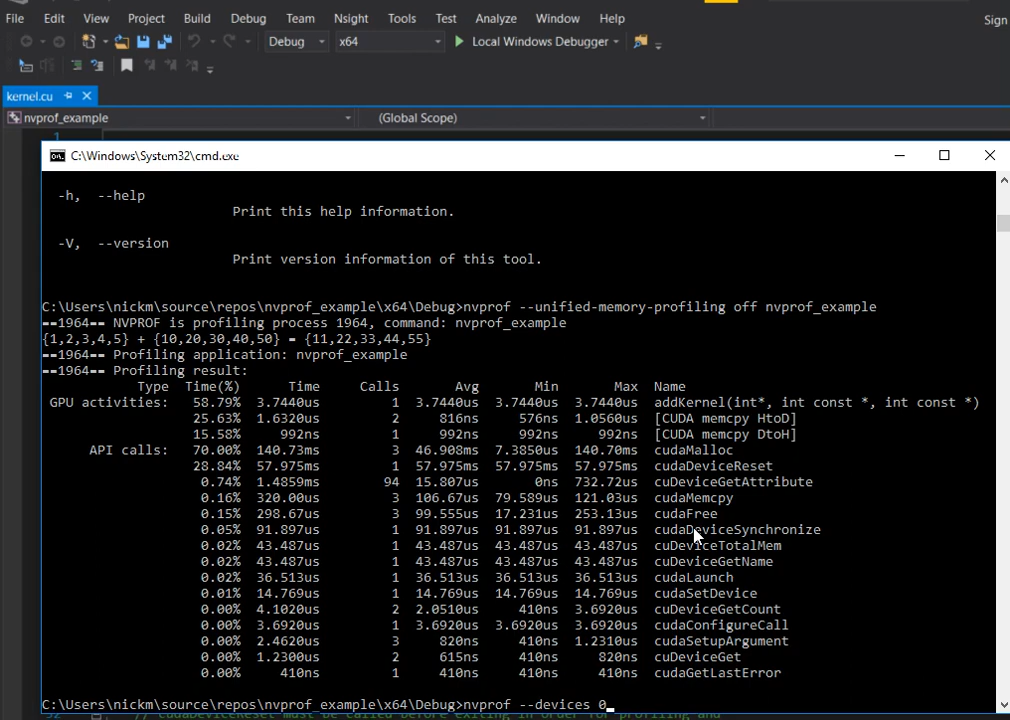 File Edit View Project Build Debug Team Nsight Tools Test Analyze Window Help Sign
Debug x64 Local Windows Debugger
kernel.cu
nvprof_example (Global Scope)
1
C:\Windows\System32\cmd.exe
-h, --help
Print this help information.
-V, --version
Print version information of this tool.
C:\Users\nickm\source\repos\nvprof_example\x64\Debug>nvprof --unified-memory-profiling off nvprof_example
==1964== NVPROF is profiling process 1964, command: nvprof_example
{1,2,3,4,5} + {10,20,30,40,50} = {11,22,33,44,55}
==1964== Profiling application: nvprof_example
==1964== Profiling result:
Type Time(%) Time Calls Avg Min Max Name
GPU activities: 58.79% 3.7440us 1 3.7440us 3.7440us 3.7440us addKernel(int*, int const *, int const *)
25.63% 1.6320us 2 816ns 576ns 1.0560us [CUDA memcpy HtoD]
15.58% 992ns 1 992ns 992ns 992ns [CUDA memcpy DtoH]
API calls: 70.00% 140.73ms 3 46.908ms 7.3850us 140.70ms cudaMalloc
28.84% 57.975ms 1 57.975ms 57.975ms 57.975ms cudaDeviceReset
0.74% 1.4859ms 94 15.807us 0ns 732.72us cuDeviceGetAttribute
0.16% 320.00us 3 106.67us 79.589us 121.03us cudaMemcpy
0.15% 298.67us 3 99.555us 17.231us 253.13us cudaFree
0.05% 91.897us 1 91.897us 91.897us 91.897us cudaDeviceSynchronize
0.02% 43.487us 1 43.487us 43.487us 43.487us cuDeviceTotalMem
0.02% 43.487us 1 43.487us 43.487us 43.487us cuDeviceGetName
0.02% 36.513us 1 36.513us 36.513us 36.513us cudaLaunch
0.01% 14.769us 1 14.769us 14.769us 14.769us cudaSetDevice
0.00% 4.1020us 2 2.0510us 410ns 3.6920us cuDeviceGetCount
0.00% 3.6920us 1 3.6920us 3.6920us 3.6920us cudaConfigureCall
0.00% 2.4620us 3 820ns 410ns 1.2310us cudaSetupArgument
0.00% 1.2300us 2 615ns 410ns 820ns cuDeviceGet
0.00% 410ns 1 410ns 410ns 410ns cudaGetLastError
C:\Users\nickm\source\repos\nvprof_example\x64\Debug>nvprof --devices 0_
// cudaDeviceReset must be called before exiting in order for profiling and